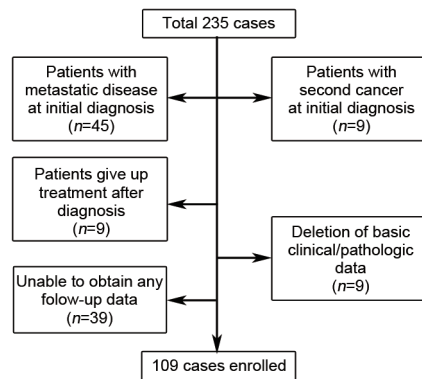 Total 235 cases
Patients with
metastatic disease
at initial diagnosis
(n=45)
Patients with
second cancer
at initial diagnosis
(n=9)
Patients give up
treatment after
diagnosis
(n=9)
Deletion of basic
clinical/pathologic
data
(n=9)
Unable to obtain any
folow-up data
(n=39)
109 cases enrolled